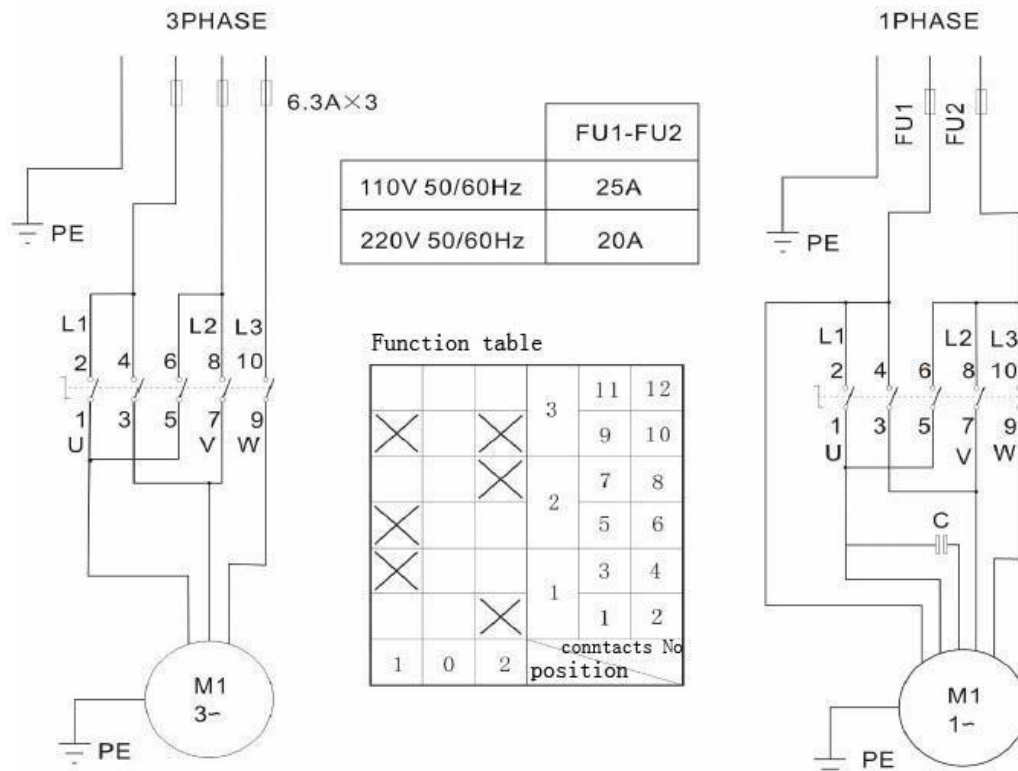 3PHASE
6.3A×3
PE
L1 L2 L3
2 4 6 8 10
1 3 5 7 9
U V W
M1
3~
PE
FU1-FU2
110V 50/60Hz 25A
220V 50/60Hz 20A
Function table
3 11 12
9 10
7 8
2
5 6
3 4
1
1 2
conntacts No
1 0 2 position
1PHASE
FU1 FU2
PE
L1 L2 L3
2 4 6 8 10
1 3 5 7 9
U V W
C
M1
1~
PE